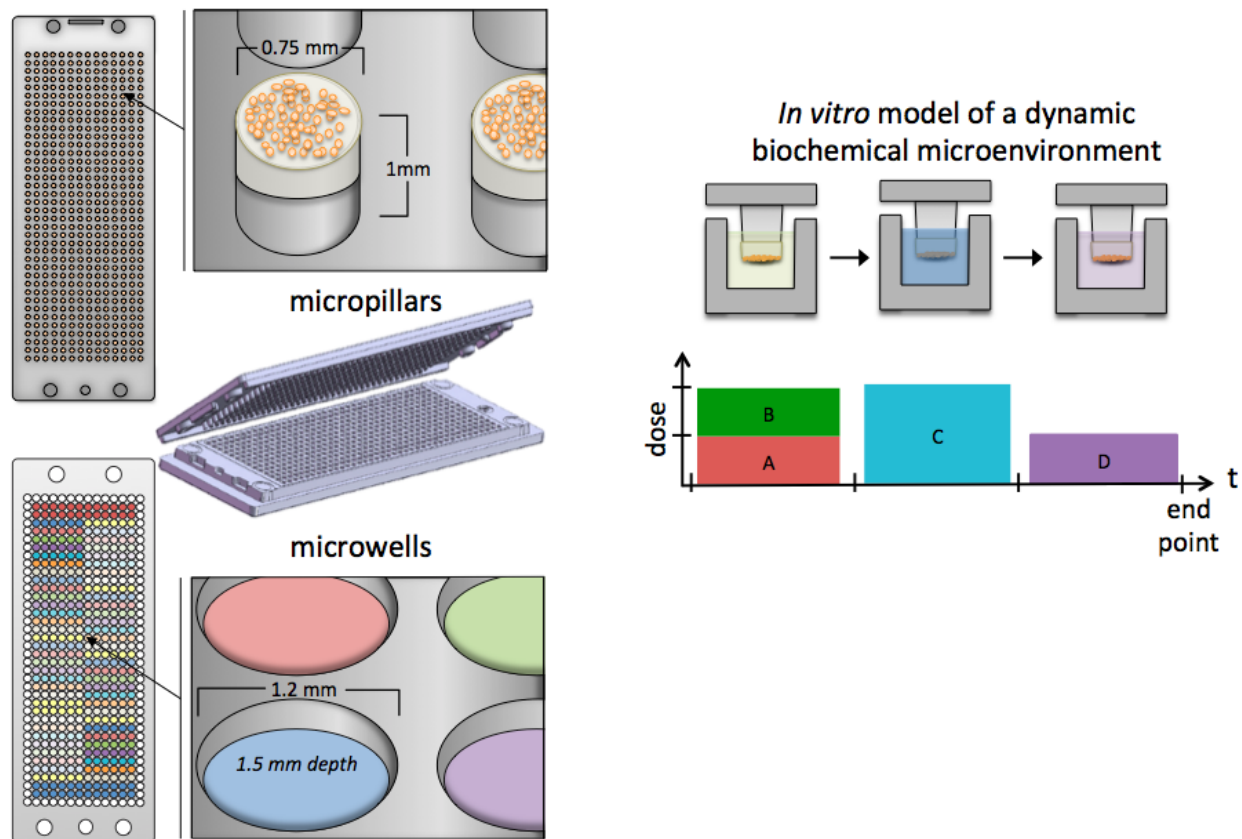 0.75 mm
1mm
micropillars
microwells
1.2 mm
1.5 mm depth
In vitro model of a dynamic
biochemical microenvironment
dose
B
A
C
D
t
end
point